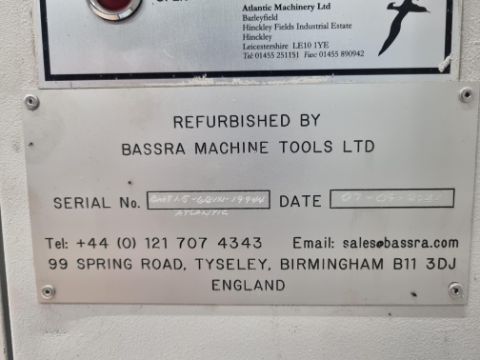 Atlantic Machinery Ltd
Barleyfield
Hinckley Fields Industrial Estate
Hinckley
Leicestershire LE10 1YE
Tel: 01455 251151 Fax: 01455 890942
REFURBISHED BY
BASSRA MACHINE TOOLS LTD
SERIAL No. DATE
ATLANTIC
Tel: +44 (0) 121 707 4343 Email: sales@bassra.com
99 SPRING ROAD, TYSELEY, BIRMINGHAM B11 3DJ
ENGLAND